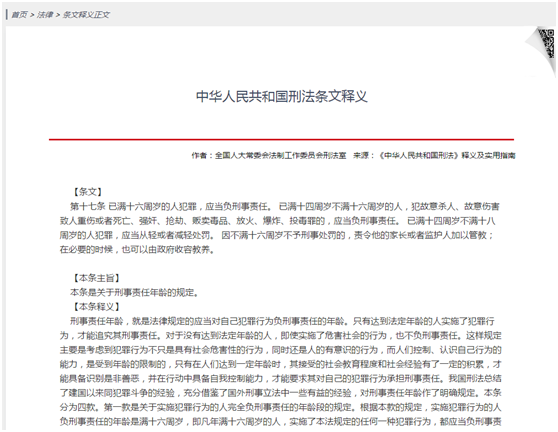 首页 > 法律 > 条文释义正文
中华人民共和国刑法条文释义
作者：全国人大常委会法制工作委员会刑法室 来源：《中华人民共和国刑法》释义及实用指南
【条文】
第十七条 已满十六周岁的人犯罪，应当负刑事责任。 已满十四周岁不满十六周岁的人，犯故意杀人、故意伤害
致人重伤或者死亡、强奸、抢劫、贩卖毒品、放火、爆炸、投毒罪的，应当负刑事责任。 已满十四周岁不满十八
周岁的人犯罪，应当从轻或者减轻处罚。 因不满十六周岁不予刑事处罚的，责令他的家长或者监护人加以管教；
在必要的时候，也可以由政府收容教养。
【本条主旨】
本条是关于刑事责任年龄的规定。
【本条释义】
刑事责任年龄，就是法律规定的应当对自己犯罪行为负刑事责任的年龄。只有达到法定年龄的人实施了犯罪行
为，才能追究其刑事责任。对于没有达到法定年龄的人，即使实施了危害社会的行为，也不负刑事责任。这样规定
主要是考虑到犯罪行为不只是具有社会危害性的行为，同时还是人的有意识的行为，而人们控制、认识自己行为的
能力，是受到年龄的限制的，只有在人们达到一定年龄时，其接受的社会教育程度和社会经验有了一定的积累，才
能具备识别是非善恶，并在行动中具备自我控制能力，才能要求其对自己的犯罪行为承担刑事责任。我国刑法总结
了建国以来同犯罪斗争的经验，充分借鉴了国外刑事立法中一些有益的经验，对刑事责任年龄作了明确规定。本条
分为四款。第一款是关于实施犯罪行为的人完全负刑事责任的年龄段的规定。根据本款的规定，实施犯罪行为的人
负刑事责任的年龄是满十六周岁，即凡年满十六周岁的人，实施了本法规定的任何一种犯罪行为，都应当负刑事责